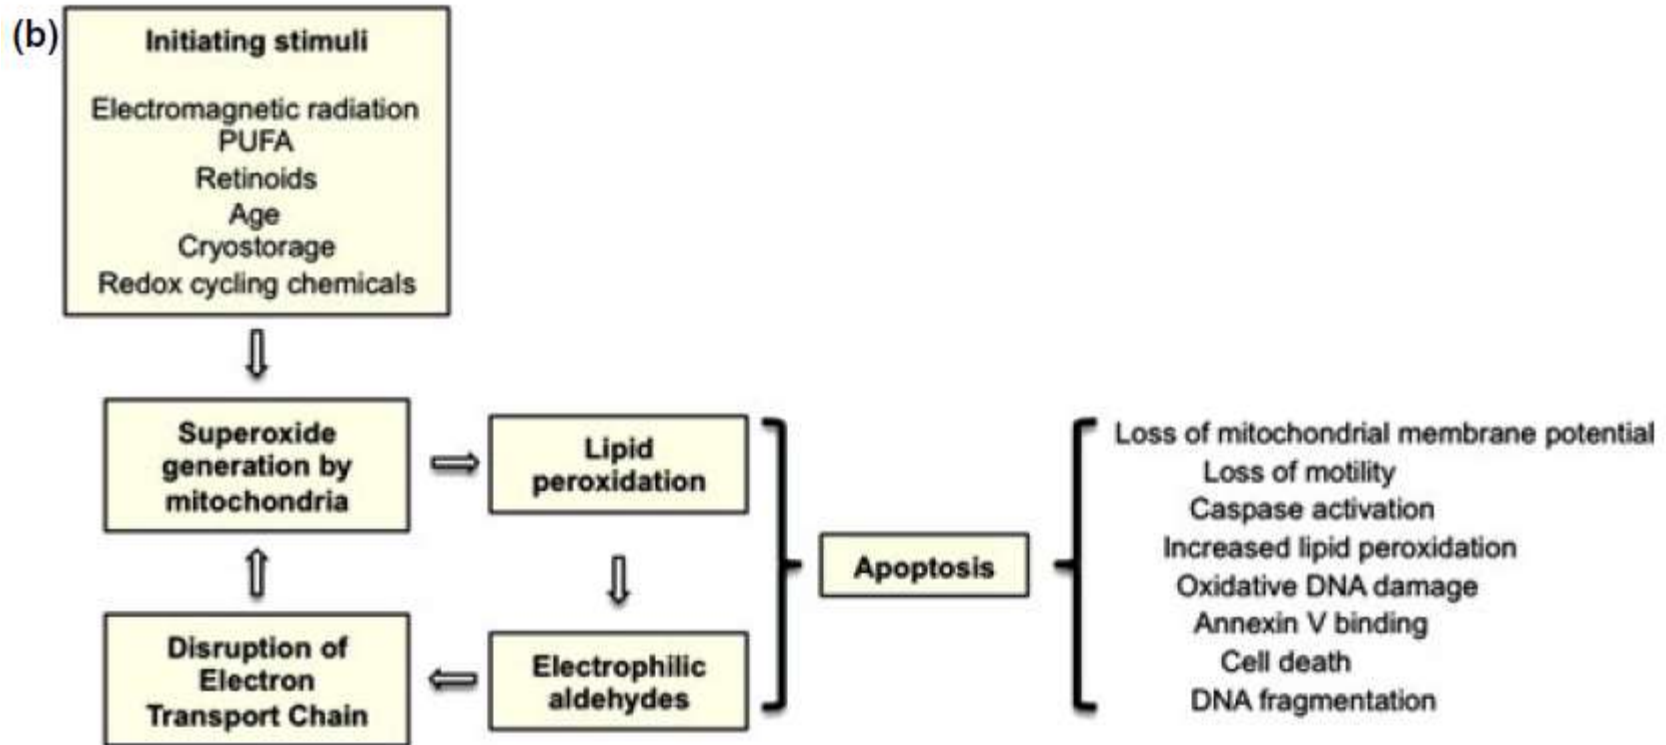 (b)
Initiating stimuli
Electromagnetic radiation
PUFA
Retinoids
Age
Cryostorage
Redox cycling chemicals
Superoxide
generation by
mitochondria
Lipid
peroxidation
Disruption of
Electron
Transport Chain
Electrophilic
aldehydes
Apoptosis
Loss of mitochondrial membrane potential
Loss of motility
Caspase activation
Increased lipid peroxidation
Oxidative DNA damage
Annexin V binding
Cell death
DNA fragmentation